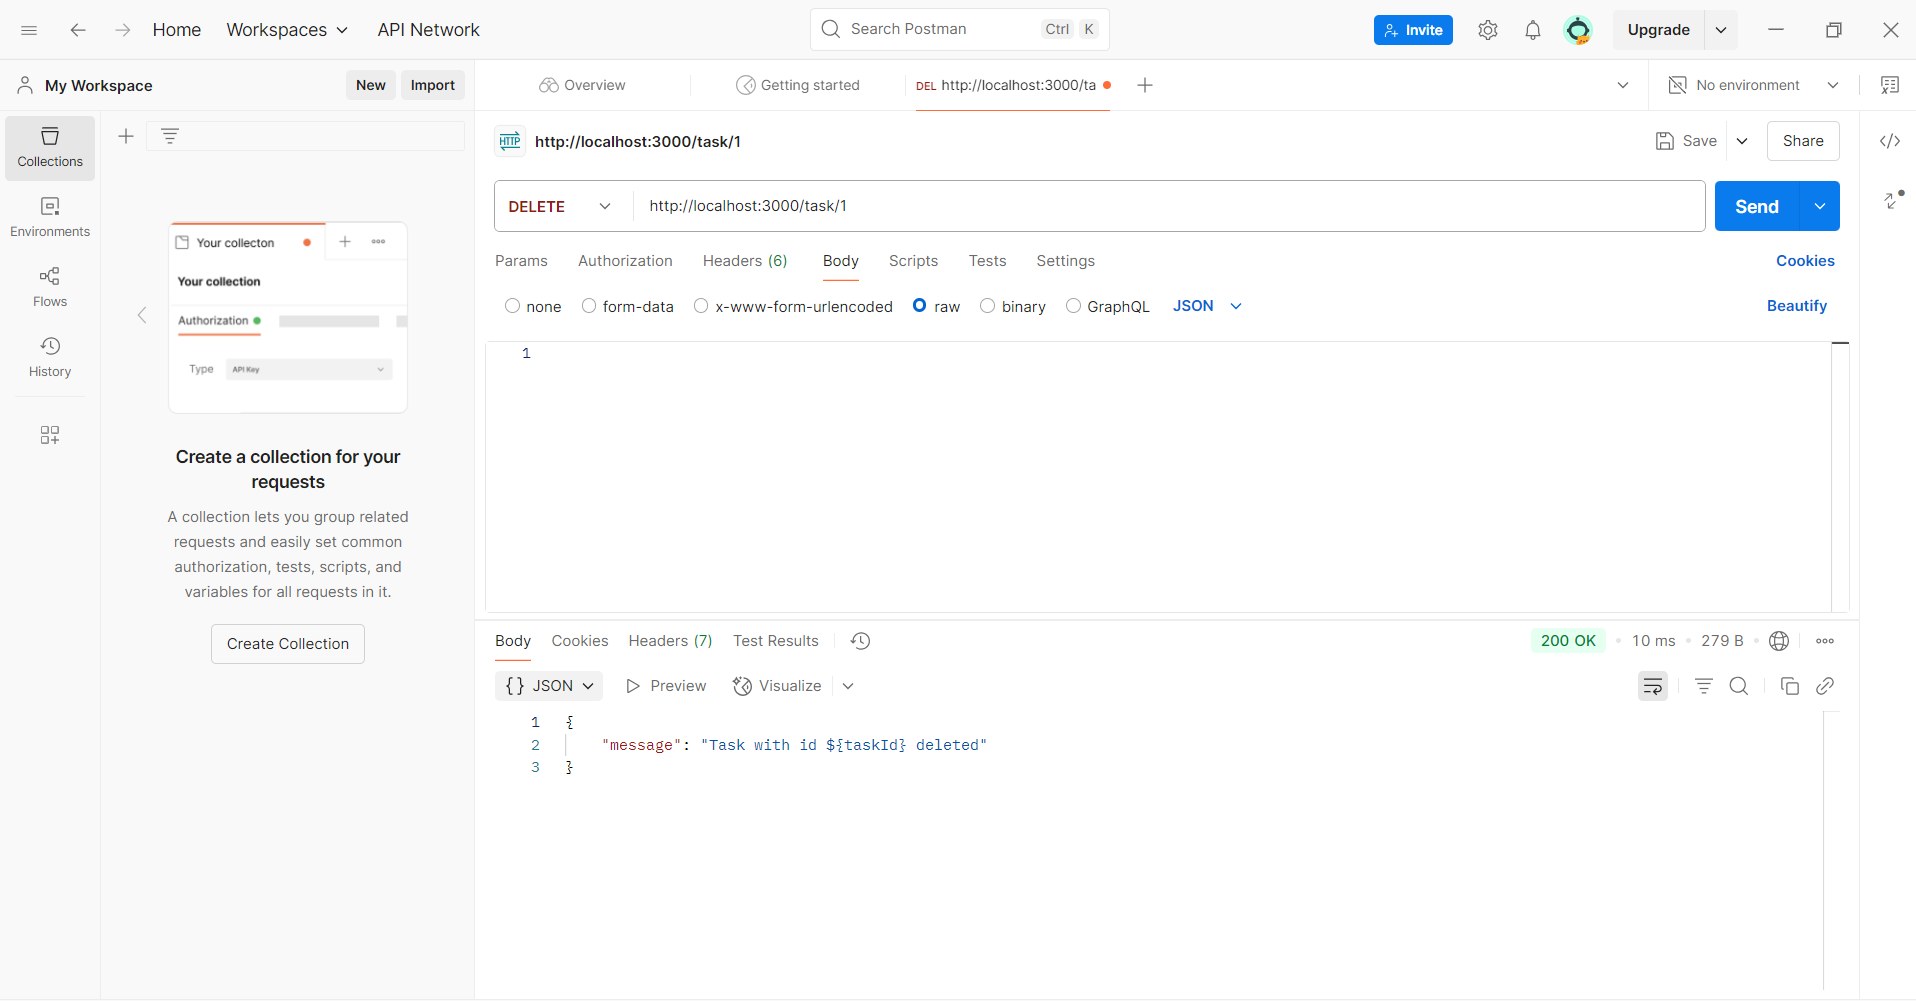 Home Workspaces API Network Search Postman Ctrl K Invite Upgrade
My Workspace New Import Overview Getting started DEL http://localhost:3000/ta No environment
Collections
Environments
Flows
History
Your collecton
Your collection
Authorization
Type API Key
Create a collection for your
requests
A collection lets you group related
requests and easily set common
authorization, tests, scripts, and
variables for all requests in it.
Create Collection
HTTP http://localhost:3000/task/1 Save Share
DELETE http://localhost:3000/task/1 Send
Params Authorization Headers (6) Body Scripts Tests Settings Cookies
none form-data x-www-form-urlencoded raw binary GraphQL JSON Beautify
1
Body Cookies Headers (7) Test Results 200 OK 10 ms 279 B
{} JSON Preview Visualize
1 {
2 "message": "Task with id ${taskId} deleted"
3 }